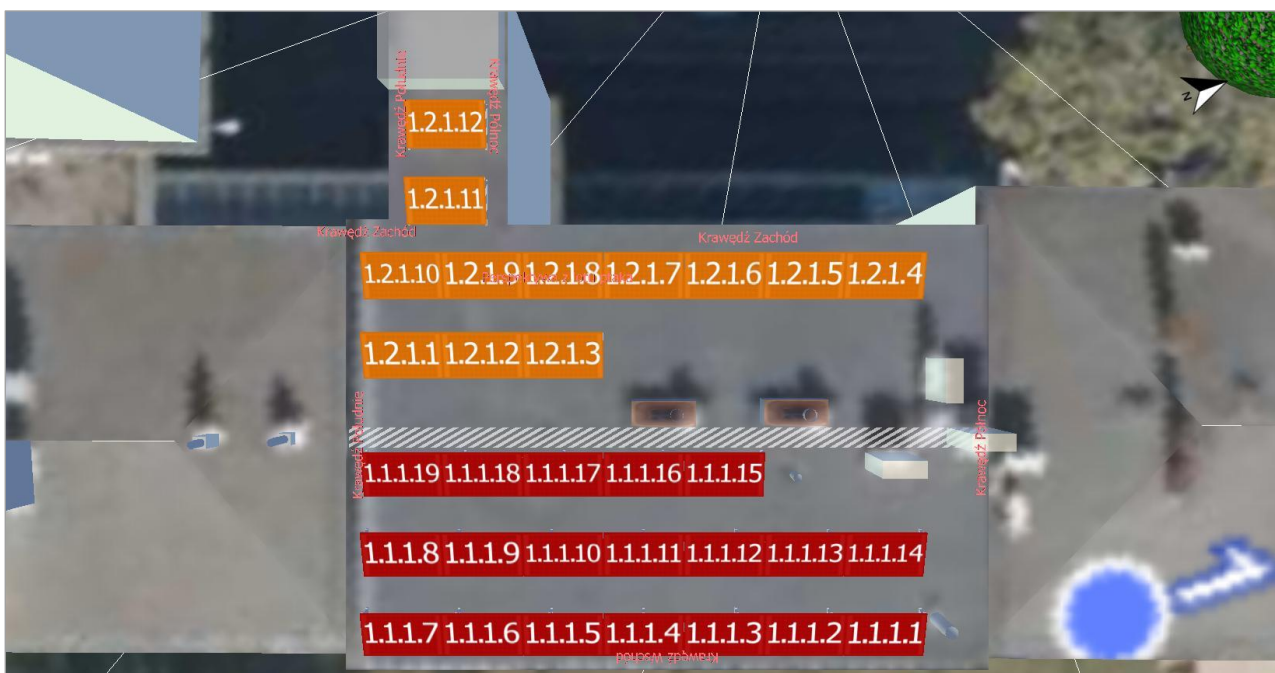 Krawędź Południe
Krawędź Północ
1.2.1.12
1.2.1.11
Krawędź Zachód
Krawędź Zachód
1.2.1.10 1.2.1.9 1.2.1.8 1.2.1.7 1.2.1.6 1.2.1.5 1.2.1.4
1.2.1.1 1.2.1.2 1.2.1.3
Krawędź Południe
Krawędź Północ
1.1.1.19 1.1.1.18 1.1.1.17 1.1.1.16 1.1.1.15
1.1.1.8 1.1.1.9 1.1.1.10 1.1.1.11 1.1.1.12 1.1.1.13 1.1.1.14
1.1.1.7 1.1.1.6 1.1.1.5 1.1.1.4 1.1.1.3 1.1.1.2 1.1.1.1
Krawędź Wschód
N